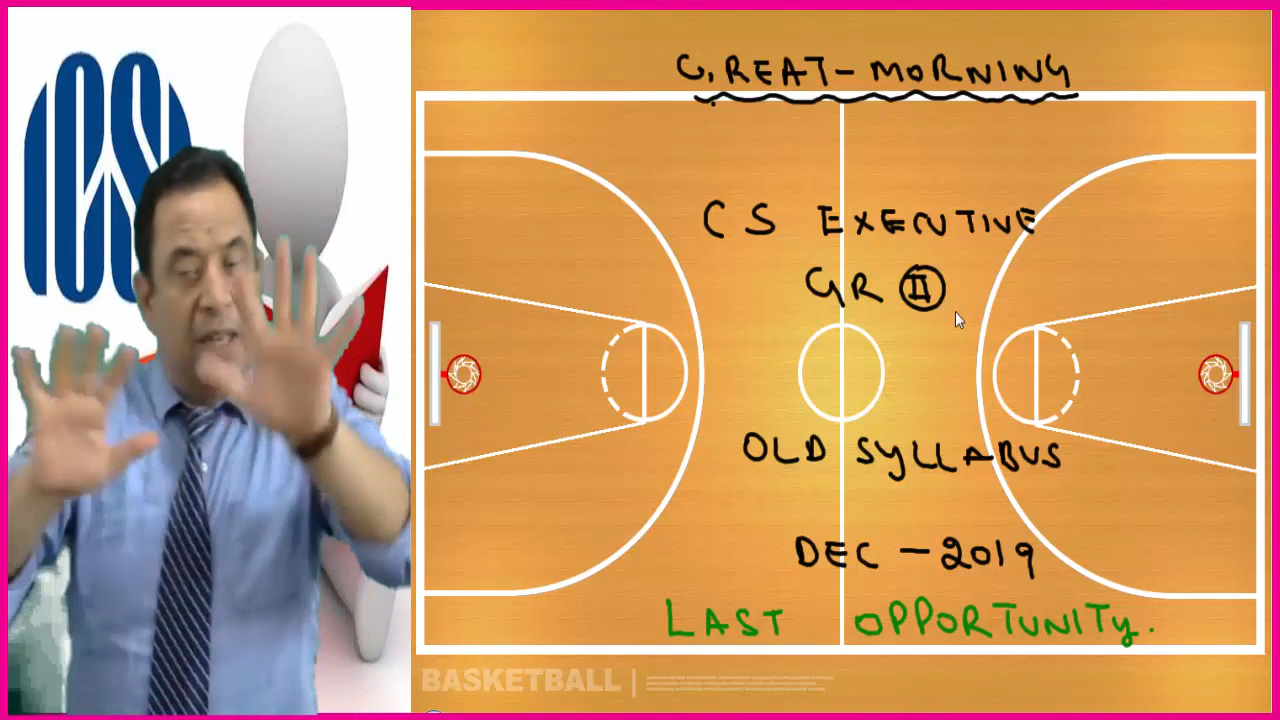 ICSI
GREAT-MORNING
CS EXENTIVE
GR II
OLD SYLLABUS
DEC - 2019
LAST OPPORTUNITY.
BASKETBALL